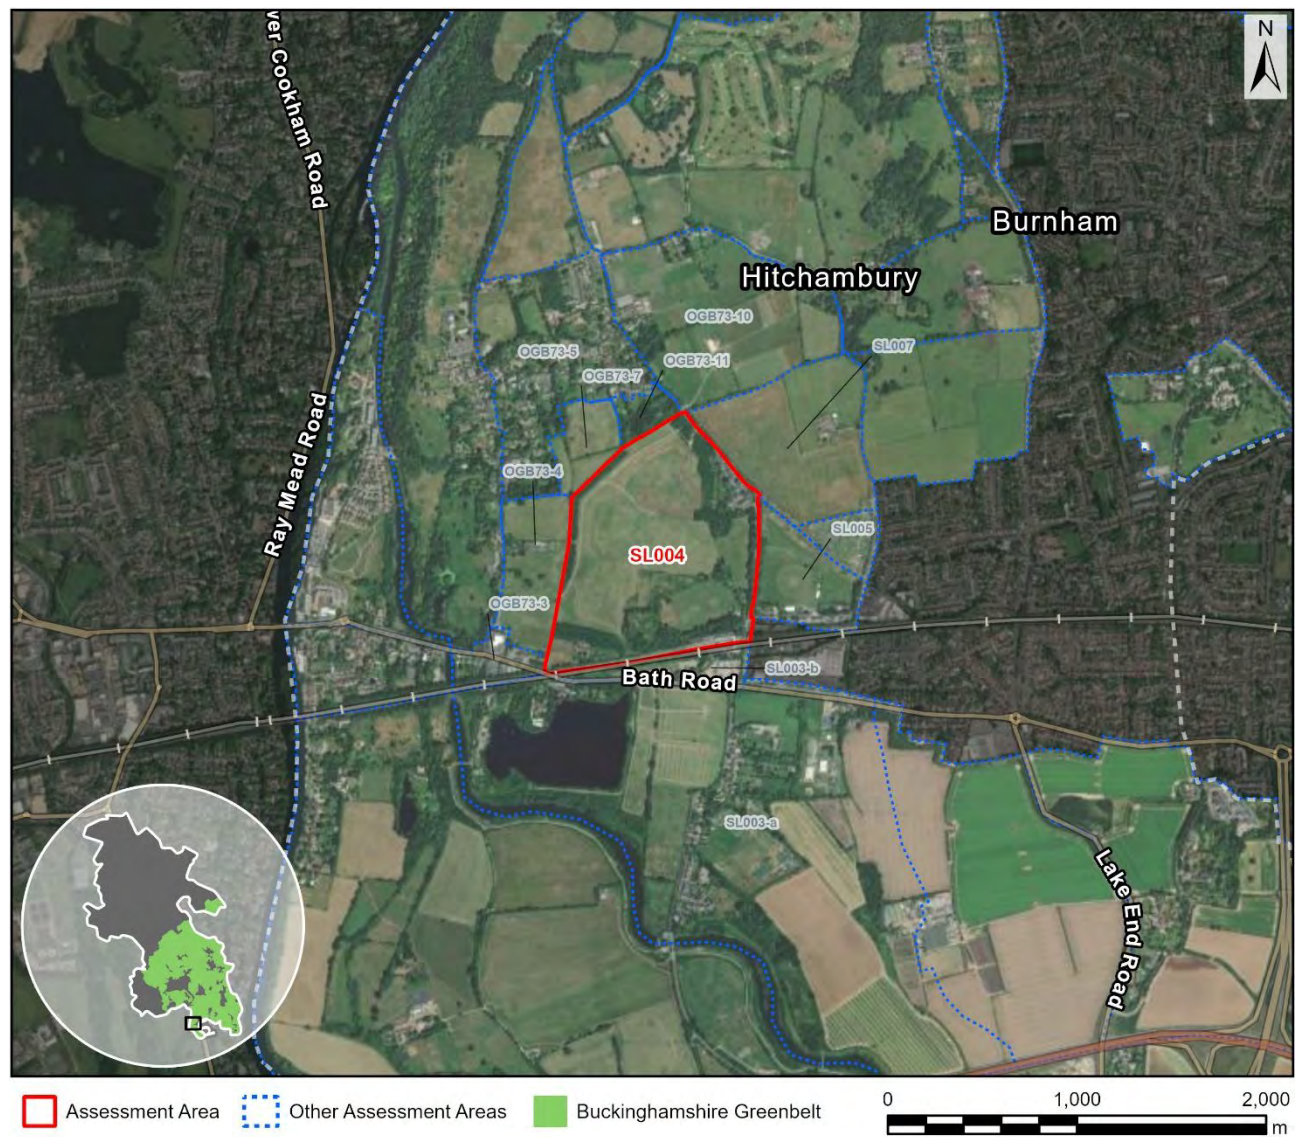 ver Cookham Road
N
Burnham
Hitchambury
OGB73-10
SL007
OGB73-5
OGB73-11
OGB73-7
Ray Mead Road
OGB73-4
SL005
SL004
OGB73-3
SL003-b
Bath Road
SL003-a
Lake End Road
Assessment Area
Other Assessment Areas
Buckinghamshire Greenbelt
0 1,000 2,000
m